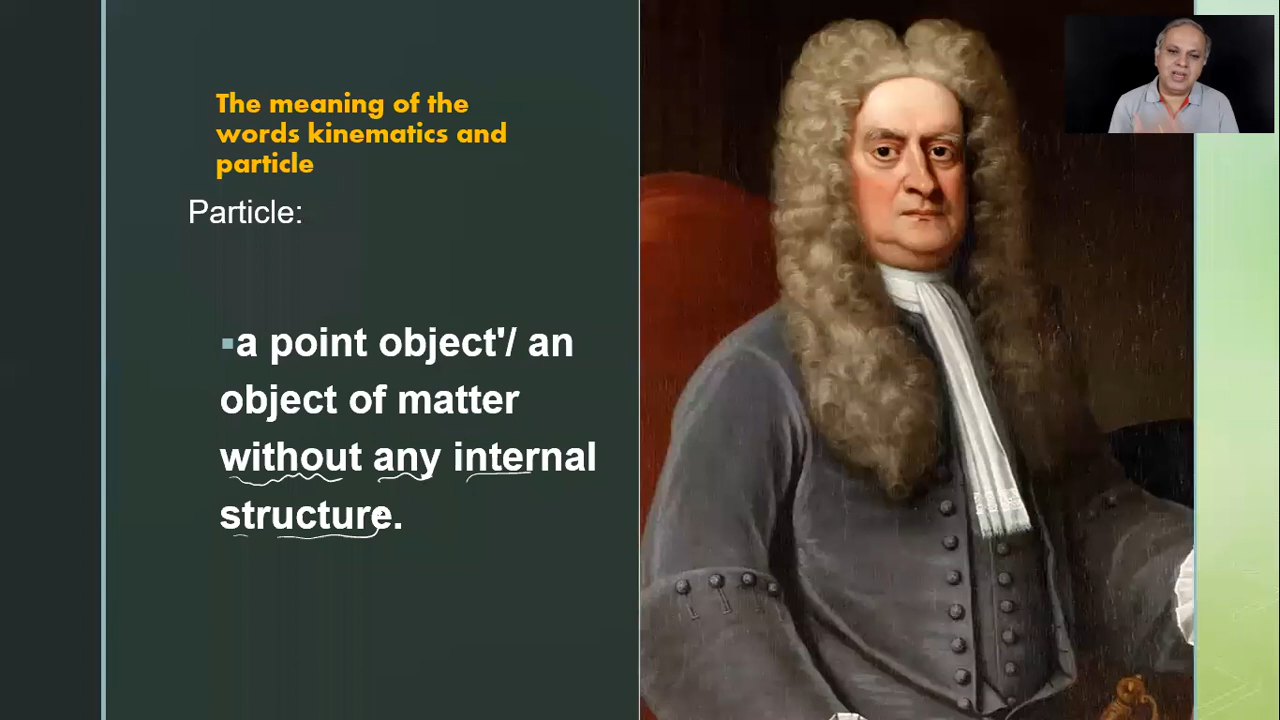 The meaning of the
words kinematics and
particle
Particle:
▪a point object'/ an
object of matter
without any internal
structure.